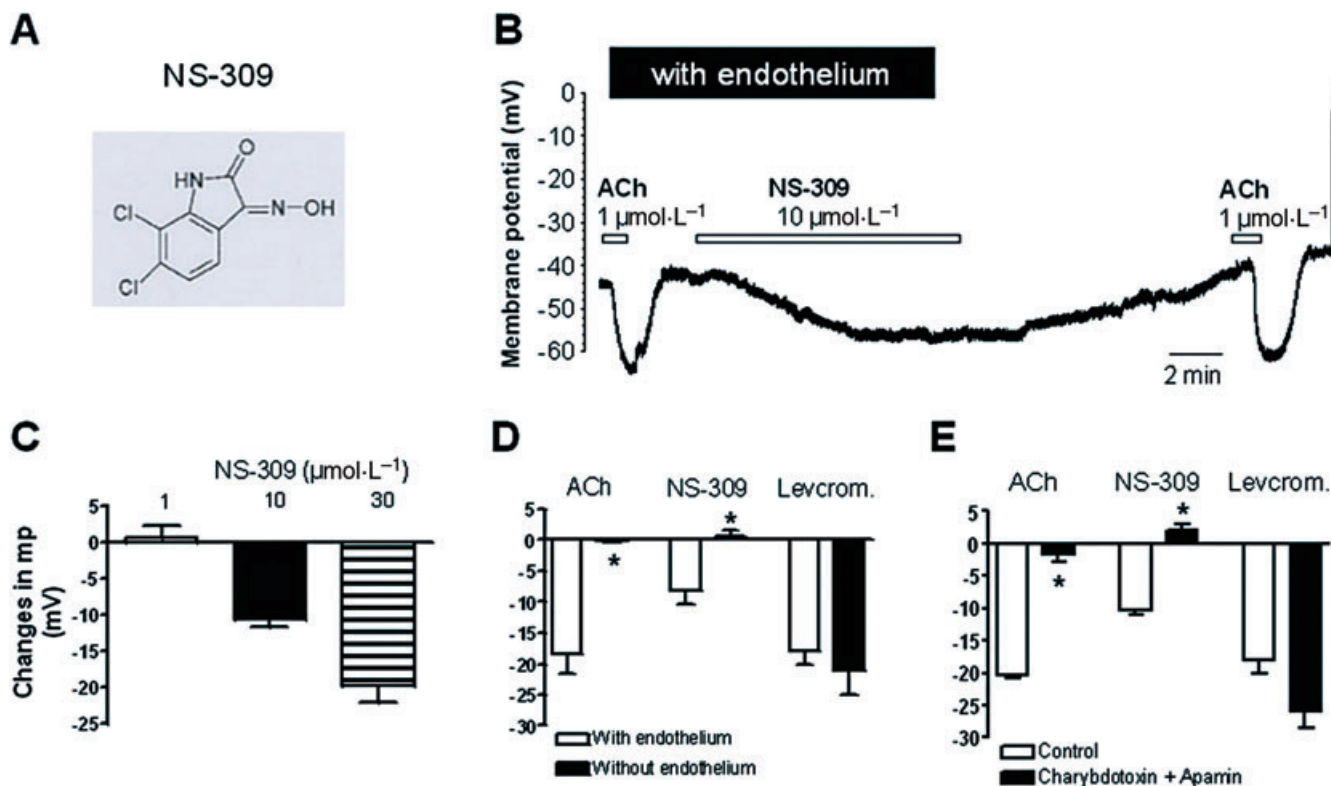 A
NS-309
O
HN
N
OH
Cl
Cl
B
with endothelium
Membrane potential (mV)
0
-10
-20
-30
-40
-50
-60
ACh
1 µmol·L⁻¹
NS-309
10 µmol·L⁻¹
ACh
1 µmol·L⁻¹
2 min
C
NS-309 (µmol·L⁻¹)
1 10 30
Changes in mp
(mV)
5
0
-5
-10
-15
-20
-25
D
ACh NS-309 Levcrom.
5
0
-5
-10
-15
-20
-25
-30
*
*
With endothelium
Without endothelium
E
ACh NS-309 Levcrom.
5
0
-5
-10
-15
-20
-25
-30
*
*
Control
Charybdotoxin + Apamin